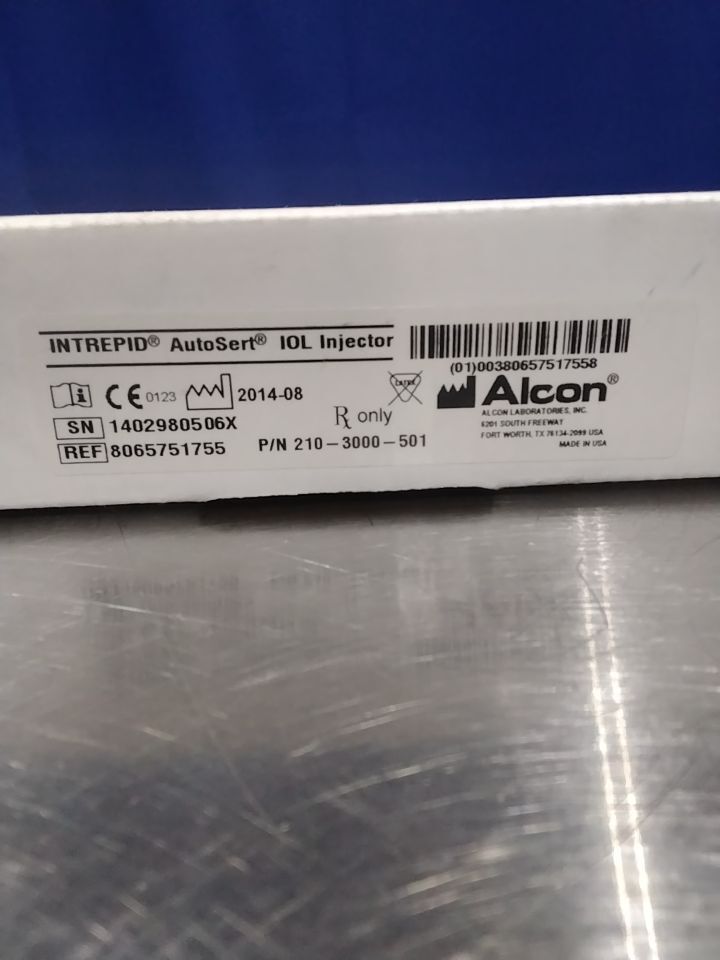 INTREPID® AutoSert® IOL Injector
(01)00380657517558
CE 0123 2014-08
LATEX
Alcon®
ALCON LABORATORIES, INC.
6201 SOUTH FREEWAY
FORT WORTH, TX 76134-2099 USA
MADE IN USA
SN 1402980506X
Rx only
REF 8065751755
P/N 210-3000-501